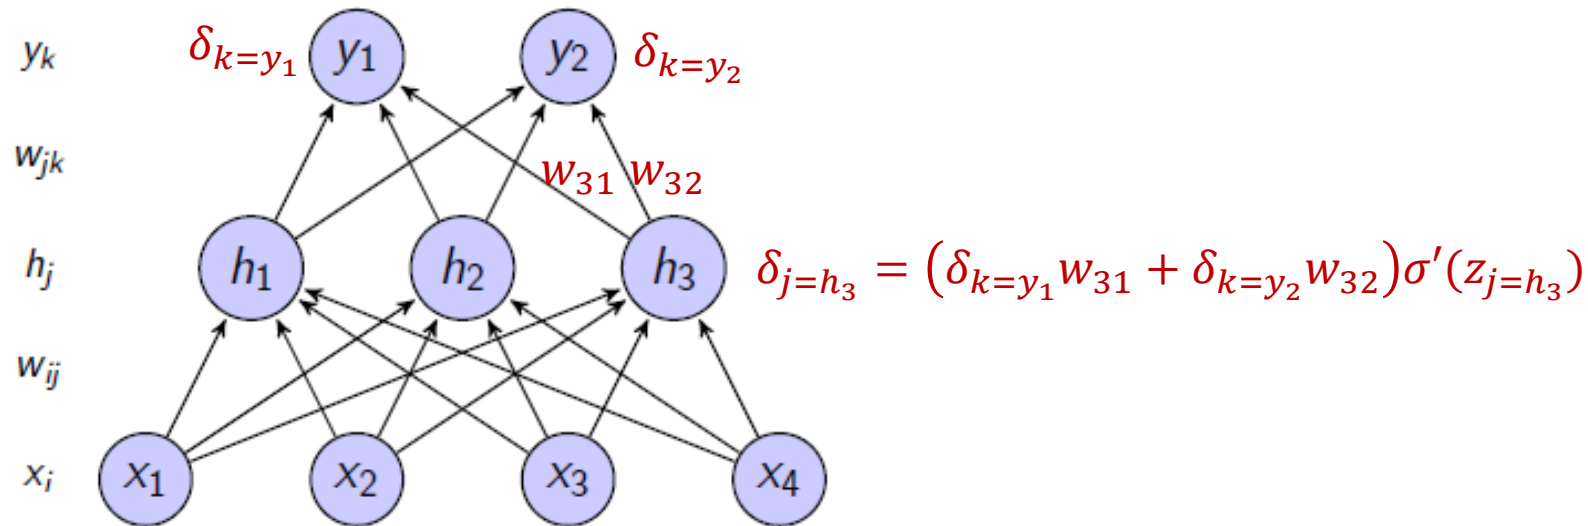 y_k δ_{k=y_1} y_1 y_2 δ_{k=y_2}
w_{jk} w_{31} w_{32}
h_j h_1 h_2 h_3 δ_{j=h_3} = (δ_{k=y_1} w_{31} + δ_{k=y_2} w_{32})σ′(z_{j=h_3})
w_{ij}
x_i x_1 x_2 x_3 x_4